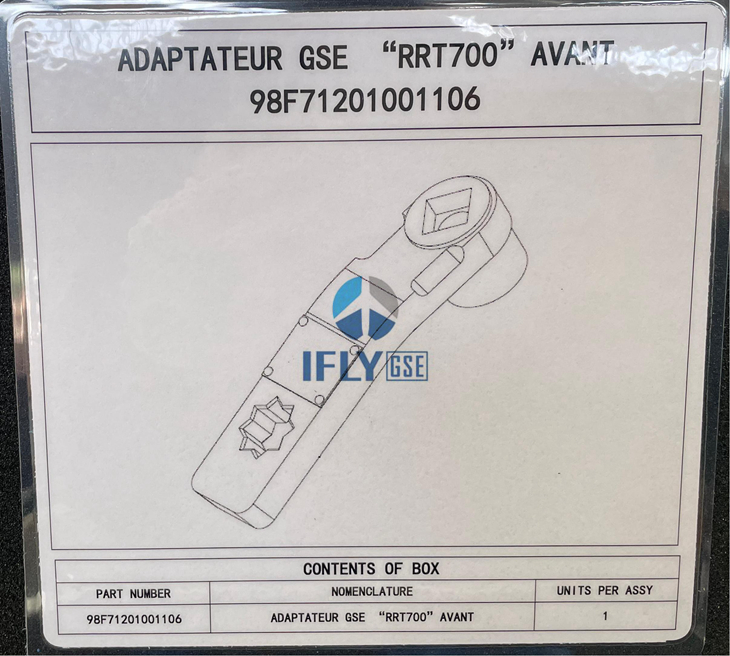 ADAPTATEUR GSE “RRT700” AVANT
98F71201001106
IFLY GSE
CONTENTS OF BOX
PART NUMBER NOMENCLATURE UNITS PER ASSY
98F71201001106 ADAPTATEUR GSE “RRT700” AVANT 1